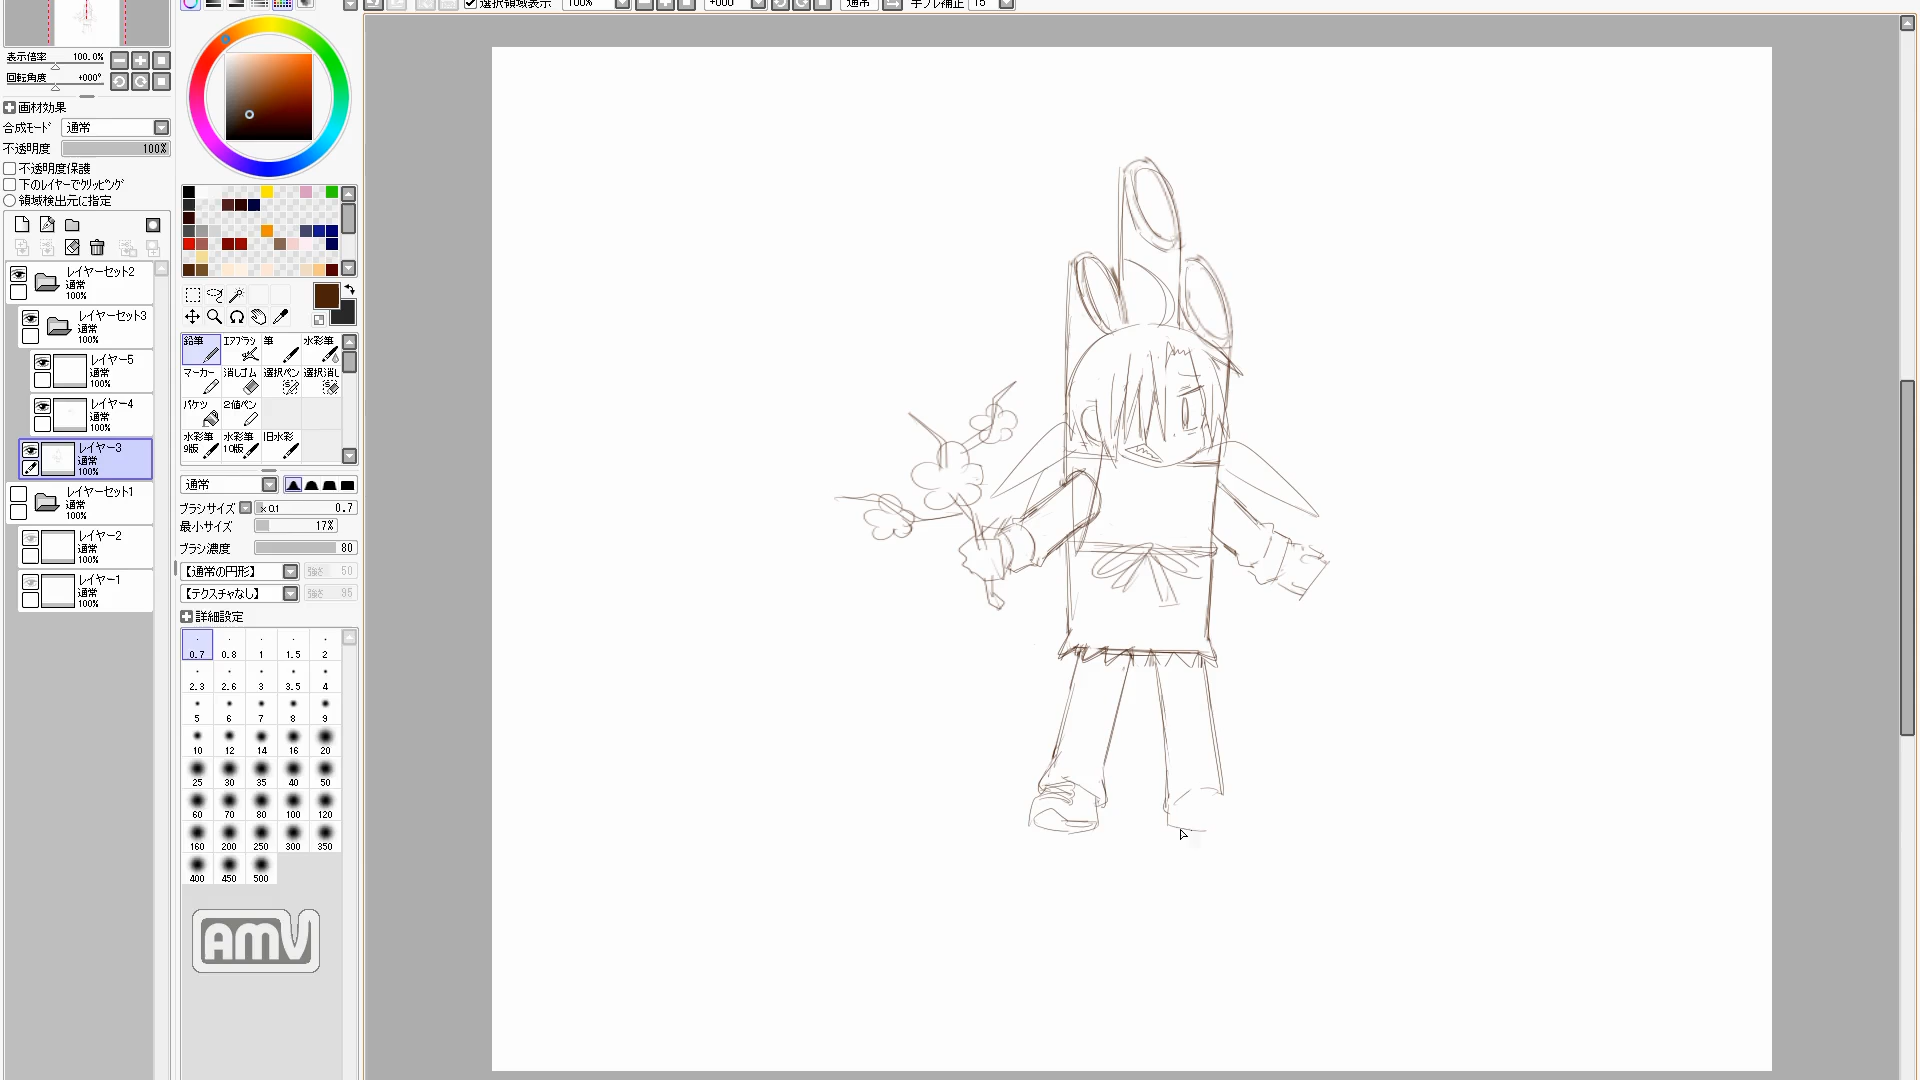 選択領域表示 100% +000° 通常 手ブレ補正 15
表示倍率 100.0%
回転角度 +000°
画材効果
合成モード 通常
不透明度 100%
不透明度保護
下のレイヤーでクリッピング
領域検出元に指定
レイヤーセット2
通常
100%
レイヤーセット3
通常
100%
レイヤー5
通常
100%
レイヤー4
通常
100%
レイヤー3
通常
100%
レイヤーセット1
通常
100%
レイヤー2
通常
100%
レイヤー1
通常
100%
鉛筆 エアブラシ 筆 水彩筆
マーカー 消しゴム 選択ペン 選択消し
バケツ 2値ペン
水彩筆 水彩筆 旧水彩
9版 10版
通常
ブラシサイズ x 0.1 0.7
最小サイズ 17%
ブラシ濃度 80
【通常の円形】 強さ 50
【テクスチャなし】 強さ 95
詳細設定
0.7 0.8 1 1.5 2
2.3 2.6 3 3.5 4
5 6 7 8 9
10 12 14 16 20
25 30 35 40 50
60 70 80 100 120
160 200 250 300 350
400 450 500
AMV